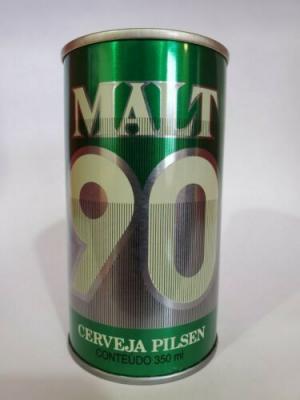 MALT
90
CERVEJA PILSEN
CONTEÚDO 350 ml